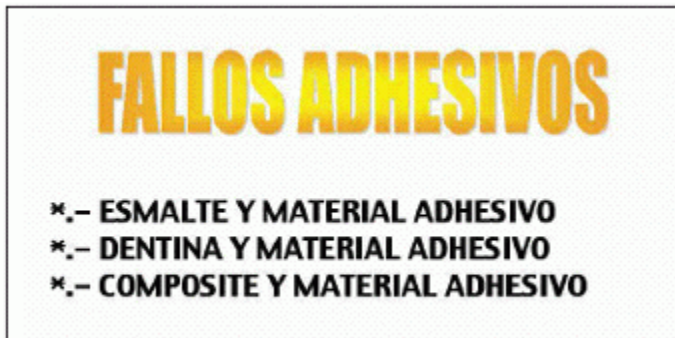 FALLOS ADHESIVOS
*.- ESMALTE Y MATERIAL ADHESIVO
*.- DENTINA Y MATERIAL ADHESIVO
*.- COMPOSITE Y MATERIAL ADHESIVO